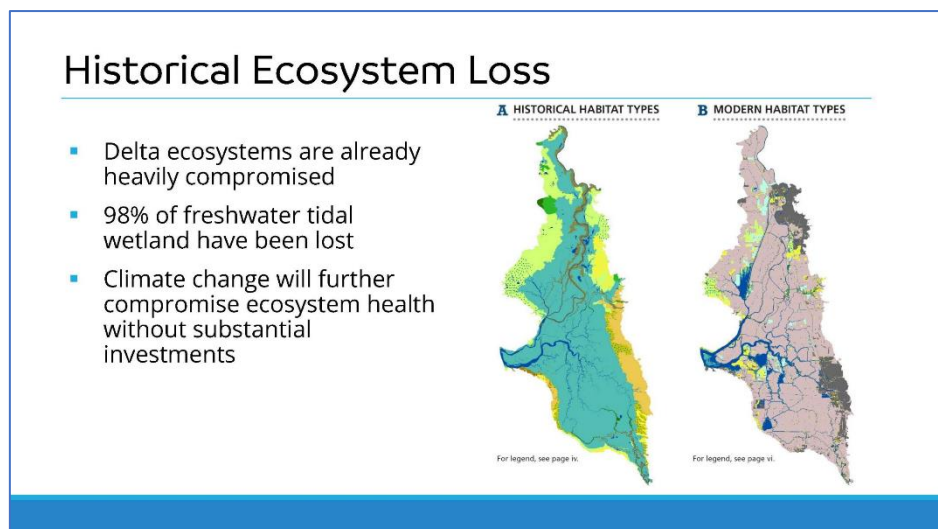 Historical Ecosystem Loss
Delta ecosystems are already
heavily compromised
98% of freshwater tidal
wetland have been lost
Climate change will further
compromise ecosystem health
without substantial
investments
A HISTORICAL HABITAT TYPES
For legend, see page iv.
B MODERN HABITAT TYPES
For legend, see page vi.